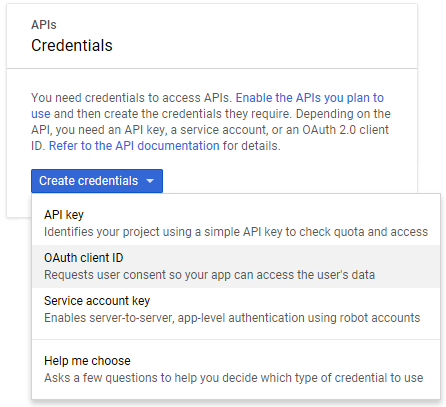 APIs
Credentials
You need credentials to access APIs. Enable the APIs you plan to
use and then create the credentials they require. Depending on the
API, you need an API key, a service account, or an OAuth 2.0 client
ID. Refer to the API documentation for details.
Create credentials
API key
Identifies your project using a simple API key to check quota and access
OAuth client ID
Requests user consent so your app can access the user's data
Service account key
Enables server-to-server, app-level authentication using robot accounts
Help me choose
Asks a few questions to help you decide which type of credential to use